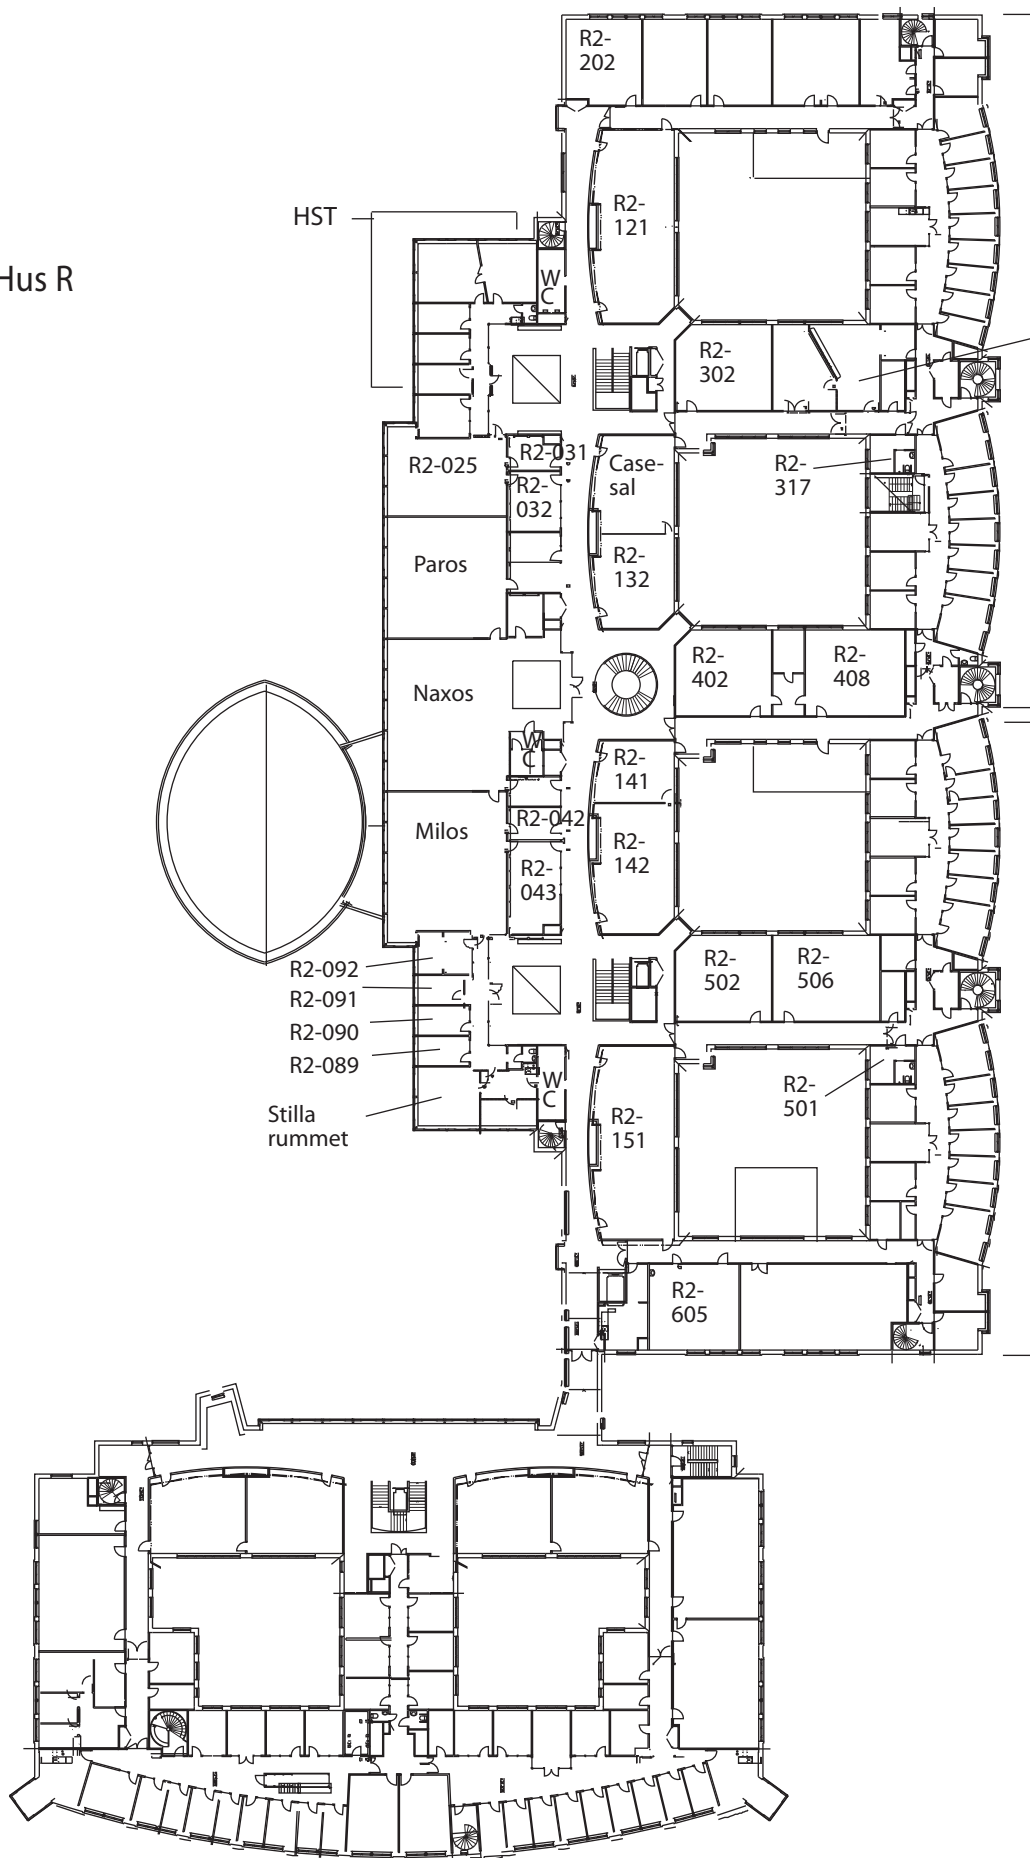 R2-
202
R2-
121
HST
Hus R
W
C
R2-
302
R2-025
R2-031
R2-
032
Case-
sal
R2-
317
Paros
R2-
132
Naxos
R2-
402
R2-
408
W
C
R2-
141
Milos
R2-042
R2-
142
R2-
043
R2-092
R2-091
R2-090
R2-089
R2-
502
R2-
506
Stilla
rummet
W
C
R2-
151
R2-
501
R2-
605